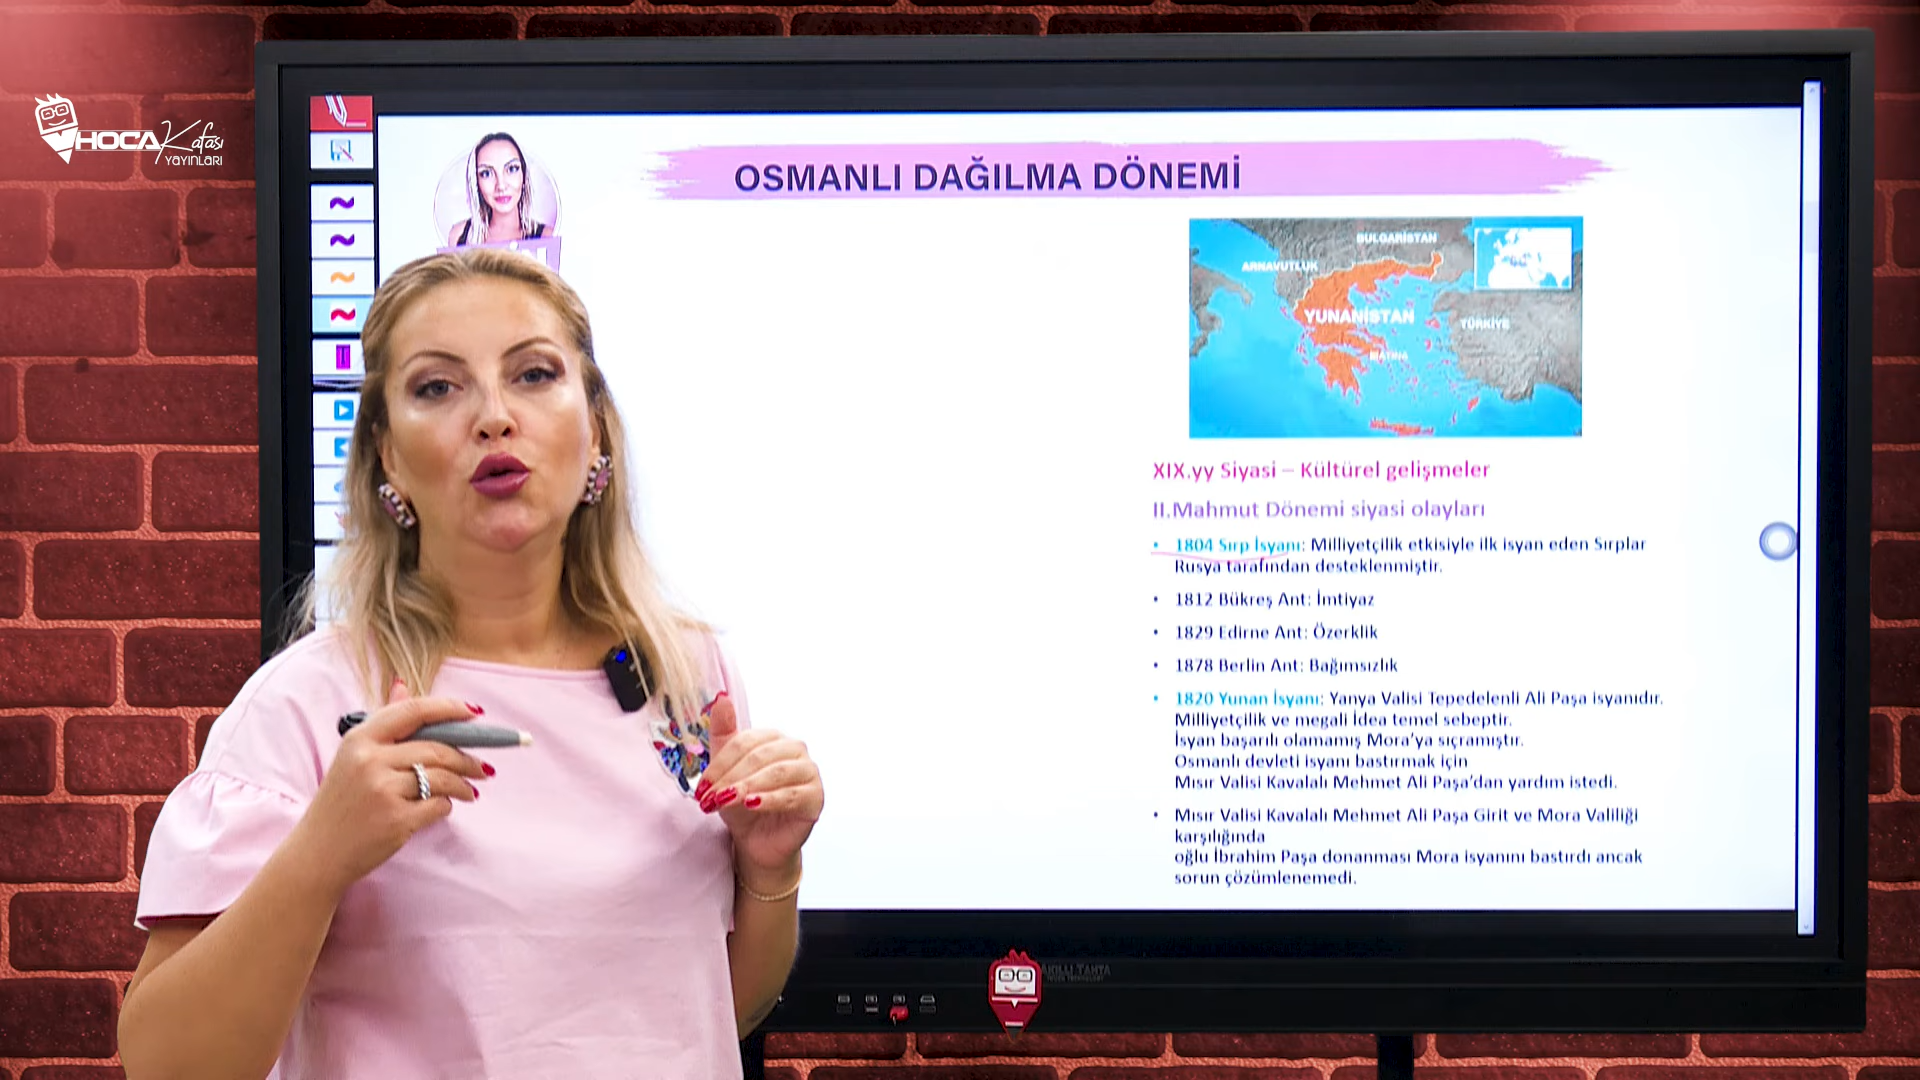 HOCA Kafası
YAYINLARI
OSMANLI DAĞILMA DÖNEMİ
BULGARİSTAN
ARNAVUTLUK
YUNANİSTAN
TÜRKİYE
ATİNA
XIX.yy Siyasi – Kültürel gelişmeler
II.Mahmut Dönemi siyasi olayları
• 1804 Sırp İsyanı: Milliyetçilik etkisiyle ilk isyan eden Sırplar
Rusya tarafından desteklenmiştir.
• 1812 Bükreş Ant: İmtiyaz
• 1829 Edirne Ant: Özerklik
• 1878 Berlin Ant: Bağımsızlık
• 1820 Yunan İsyanı: Yanya Valisi Tepedelenli Ali Paşa isyanıdır.
Milliyetçilik ve megali İdea temel sebeptir.
İsyan başarılı olamamış Mora'ya sıçramıştır.
Osmanlı devleti isyanı bastırmak için
Mısır Valisi Kavalalı Mehmet Ali Paşa'dan yardım istedi.
• Mısır Valisi Kavalalı Mehmet Ali Paşa Girit ve Mora Valiliği
karşılığında
oğlu İbrahim Paşa donanması Mora isyanını bastırdı ancak
sorun çözümlenemedi.
AKILLI TAHTA